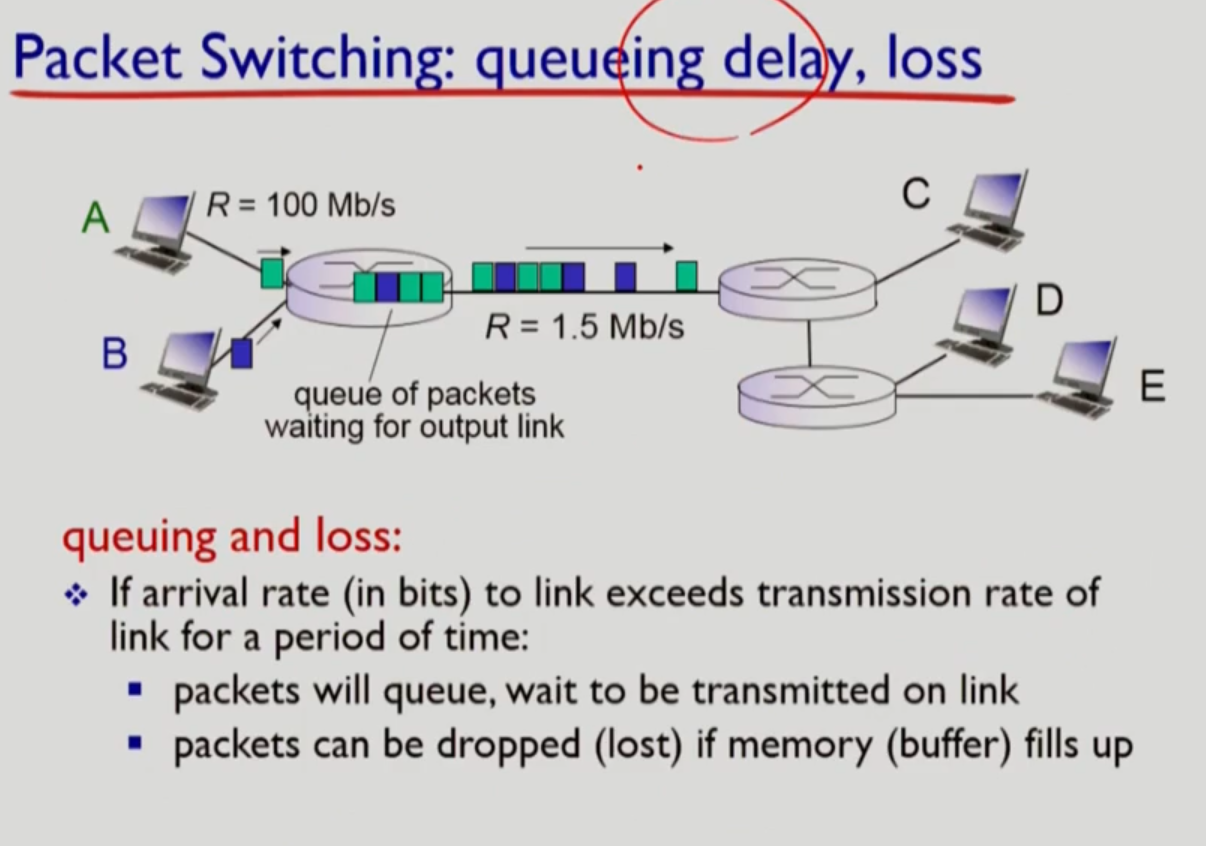 Packet Switching: queueing delay, loss
A
R = 100 Mb/s
C
D
B
R = 1.5 Mb/s
E
queue of packets
waiting for output link
queuing and loss:
❖ If arrival rate (in bits) to link exceeds transmission rate of
link for a period of time:
▪ packets will queue, wait to be transmitted on link
▪ packets can be dropped (lost) if memory (buffer) fills up